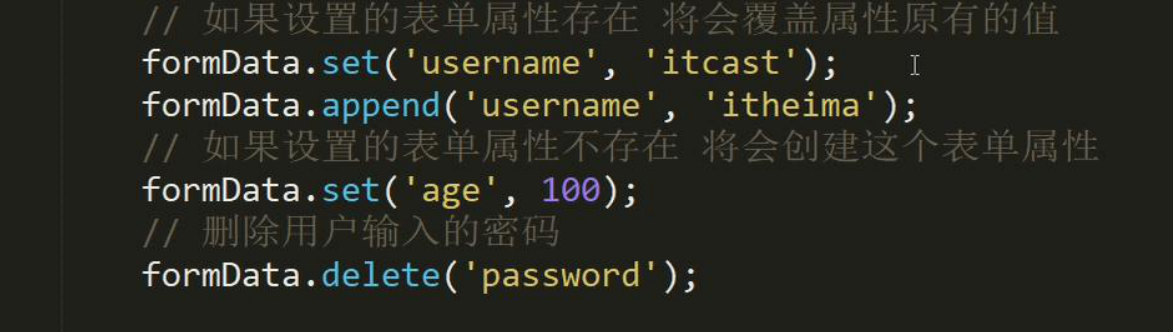 // 如果设置的表单属性存在 将会覆盖属性原有的值
formData.set('username', 'itcast');
formData.append('username', 'itheima');
// 如果设置的表单属性不存在 将会创建这个表单属性
formData.set('age', 100);
// 删除用户输入的密码
formData.delete('password');